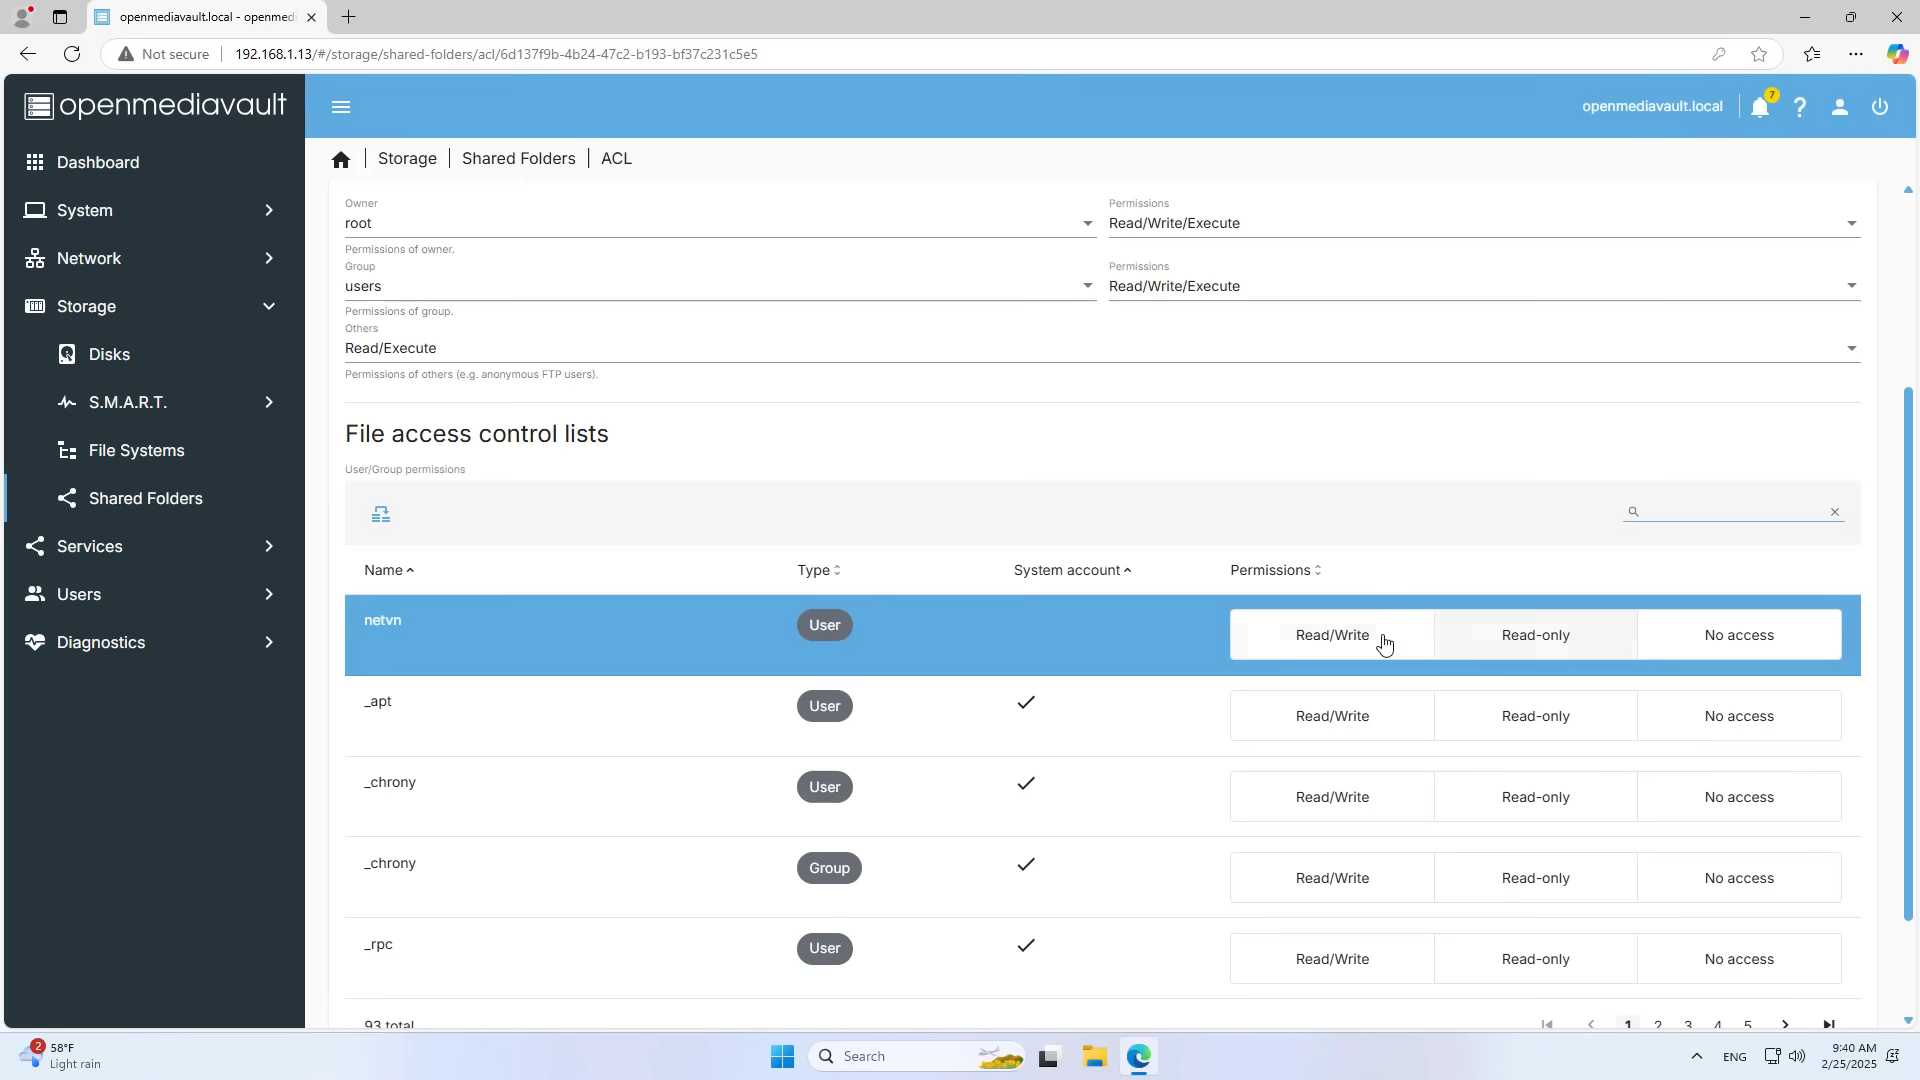 openmediavault.local - openmed
Not secure
192.168.1.13/#/storage/shared-folders/acl/6d137f9b-4b24-47c2-b193-bf37c231c5e5
openmediavault
openmediavault.local
7
Dashboard
System
Network
Storage
Disks
S.M.A.R.T.
File Systems
Shared Folders
Services
Users
Diagnostics
Storage | Shared Folders | ACL
Owner
root
Permissions
Read/Write/Execute
Permissions of owner.
Group
users
Permissions
Read/Write/Execute
Permissions of group.
Others
Read/Execute
Permissions of others (e.g. anonymous FTP users).
File access control lists
User/Group permissions
Name Type System account Permissions
netvn User Read/Write Read-only No access
_apt User Read/Write Read-only No access
_chrony User Read/Write Read-only No access
_chrony Group Read/Write Read-only No access
_rpc User Read/Write Read-only No access
93 total 1 2 3 4 5
2
58°F
Light rain
Search
ENG
9:40 AM
2/25/2025